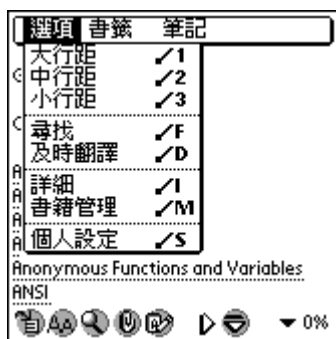 選項 書籤 筆記
大行距 ✓1
中行距 ✓2
小行距 ✓3
尋找 ✓F
及時翻譯 ✓D
詳細 ✓I
書籍管理 ✓M
個人設定 ✓S
Anonymous Functions and Variables
ANSI
0%